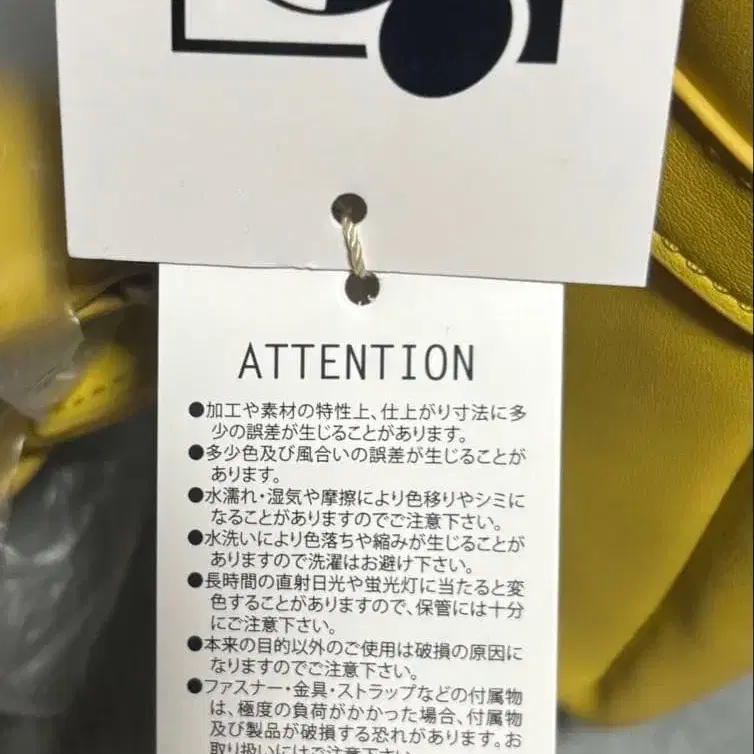 ATTENTION
●加工や素材の特性上、仕上がり寸法に多
少の誤差が生じることがあります。
●多少色及び風合いの誤差が生じることが
あります。
●水濡れ・湿気や摩擦により色移りやシミに
なることがありますのでご注意下さい。
●水洗いにより色落ちや縮みが生じることが
ありますので洗濯はお避け下さい。
●長時間の直射日光や蛍光灯に当たると変
色することがありますので、保管には十分
にご注意下さい。
●本来の目的以外のご使用は破損の原因に
なりますのでご注意下さい。
●ファスナー・金具・ストラップなどの付属物
は、極度の負荷がかかった場合、付属物
及び製品が破損する恐れがあります。お
取り扱いにはご注意下さい。